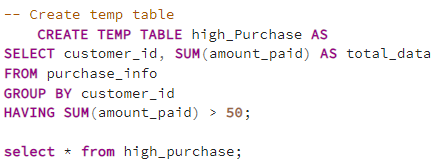 -- Create temp table
CREATE TEMP TABLE high_Purchase AS
SELECT customer_id, SUM(amount_paid) AS total_data
FROM purchase_info
GROUP BY customer_id
HAVING SUM(amount_paid) > 50;
select * from high_purchase;